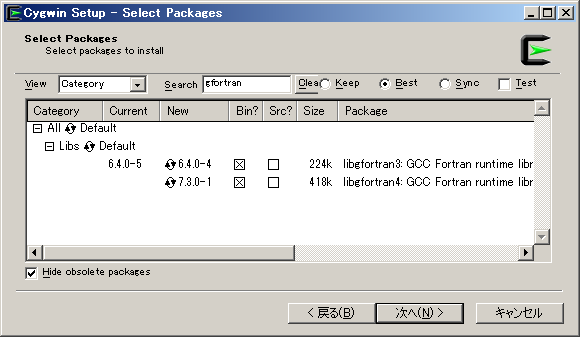 Cygwin Setup - Select Packages
Select Packages
Select packages to install
View Category Search gfortran Clea Keep Best Sync Test
Category Current New Bin? Src? Size Package
All Default
Libs Default
6.4.0-5 6.4.0-4 224k libgfortran3: GCC Fortran runtime libr
7.3.0-1 418k libgfortran4: GCC Fortran runtime libr
Hide obsolete packages
< 戻る(B) 次へ(N) > キャンセル